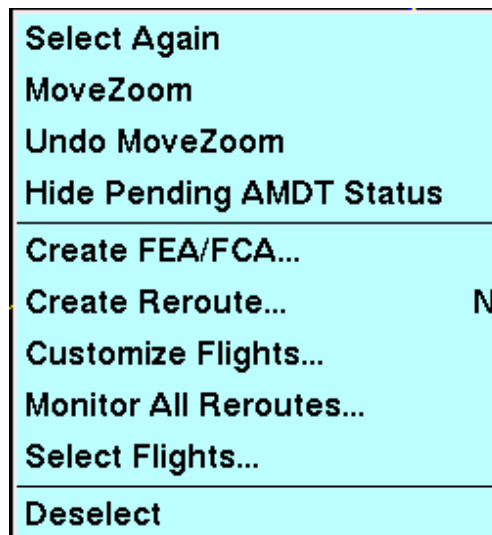 Select Again
MoveZoom
Undo MoveZoom
Hide Pending AMDT Status
Create FEA/FCA...
Create Reroute... N
Customize Flights...
Monitor All Reroutes...
Select Flights...
Deselect